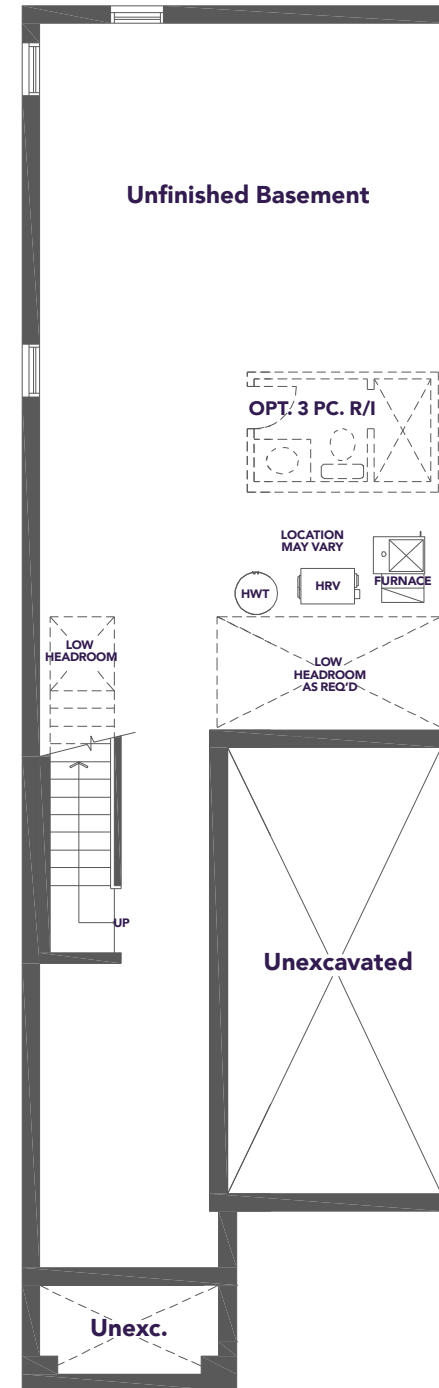 Unfinished Basement
OPT. 3 PC. R/I
LOCATION
MAY VARY
FURNACE
HRV
HWT
LOW
HEADROOM
LOW
HEADROOM
AS REQ'D
UP
Unexcavated
Unexc.